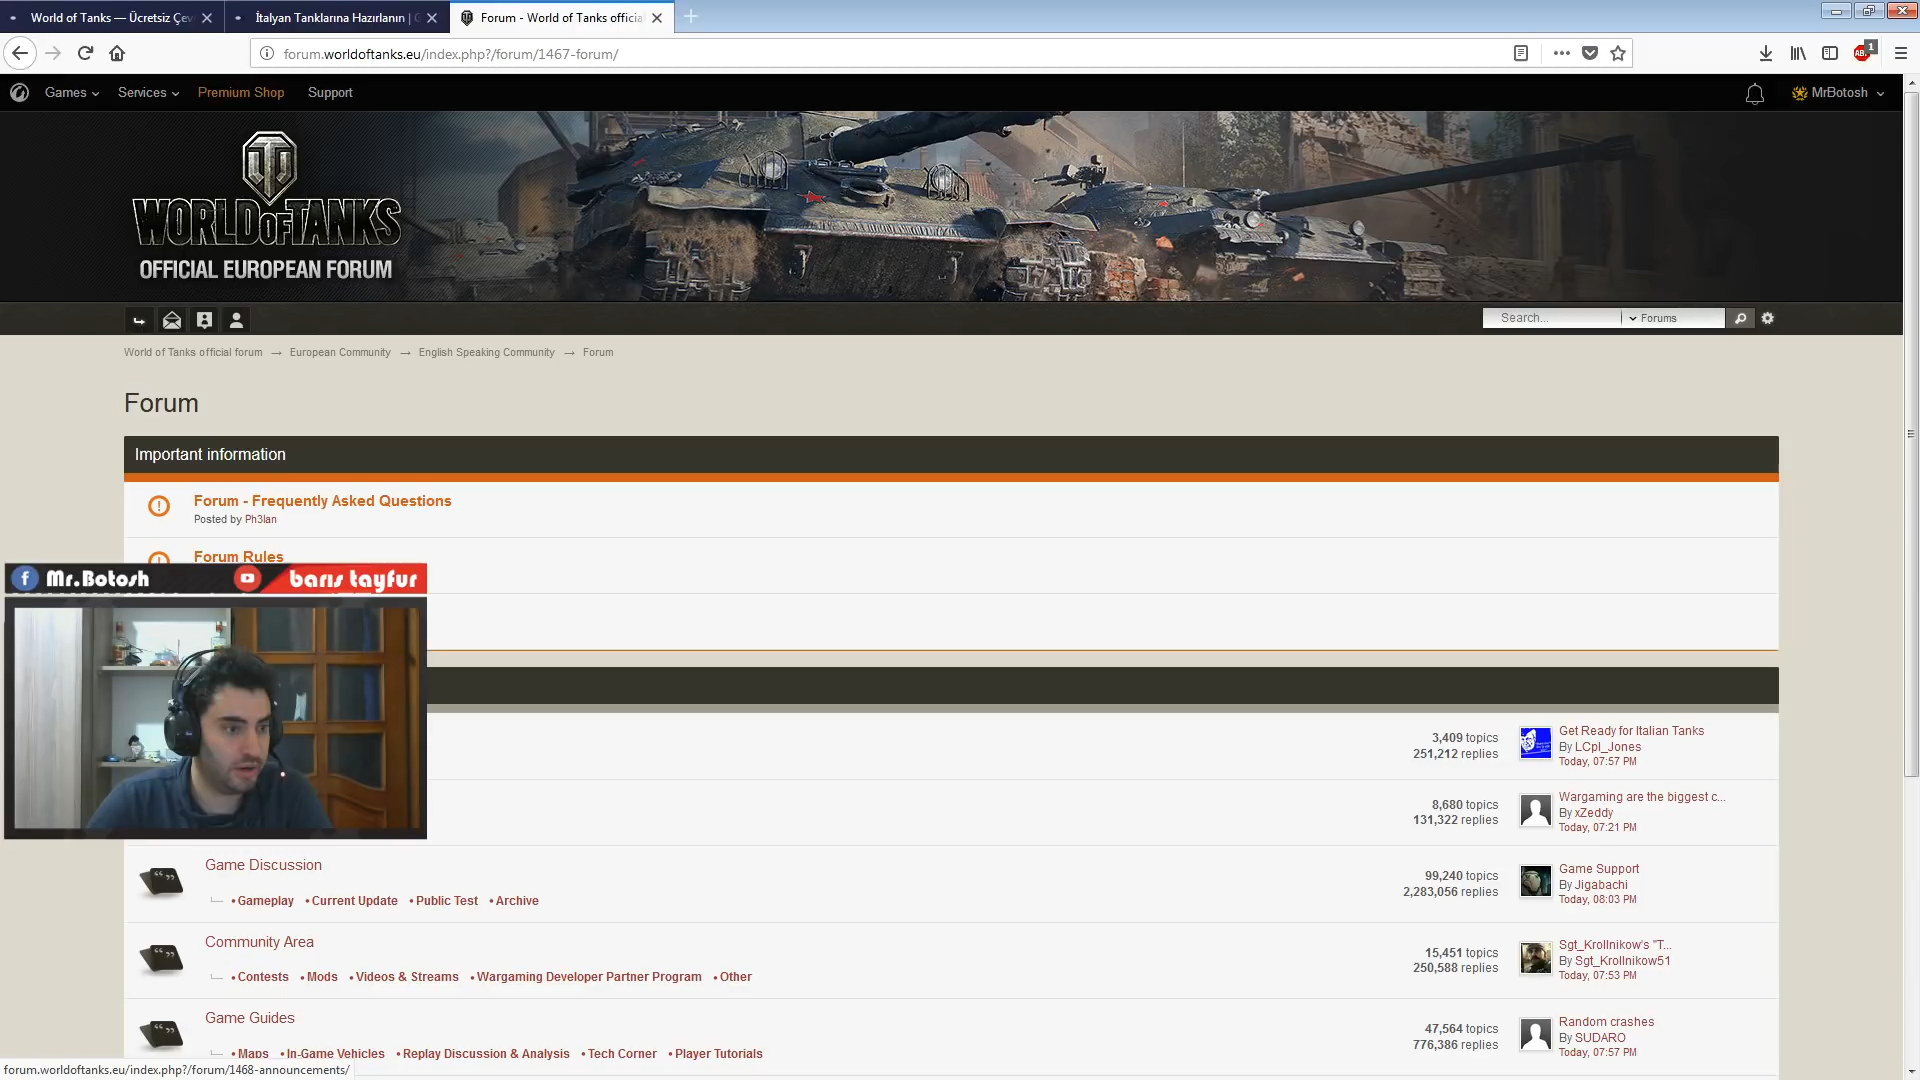 World of Tanks — Ücretsiz Çev
İtalyan Tanklarına Hazırlanın | G
Forum - World of Tanks official
forum.worldoftanks.eu/index.php?/forum/1467-forum/
ABP
1
Games
Services
Premium Shop
Support
MrBotosh
WORLD OF TANKS
OFFICIAL EUROPEAN FORUM
Search...
Forums
World of Tanks official forum → European Community → English Speaking Community → Forum
Forum
Important information
Forum - Frequently Asked Questions
Posted by Ph3lan
Forum Rules
f Mr.Botosh
barıs tayfur
3,409 topics
251,212 replies
Get Ready for Italian Tanks
By LCpl_Jones
Today, 07:57 PM
8,680 topics
131,322 replies
Wargaming are the biggest c...
By xZeddy
Today, 07:21 PM
Game Discussion
• Gameplay • Current Update • Public Test • Archive
99,240 topics
2,283,056 replies
Game Support
By Jigabachi
Today, 08:03 PM
Community Area
• Contests • Mods • Videos & Streams • Wargaming Developer Partner Program • Other
15,451 topics
250,588 replies
Sgt_Krollnikow's "T...
By Sgt_Krollnikow51
Today, 07:53 PM
Game Guides
• Maps • In-Game Vehicles • Replay Discussion & Analysis • Tech Corner • Player Tutorials
47,564 topics
776,386 replies
Random crashes
By SUDARO
Today, 07:57 PM
forum.worldoftanks.eu/index.php?/forum/1468-announcements/